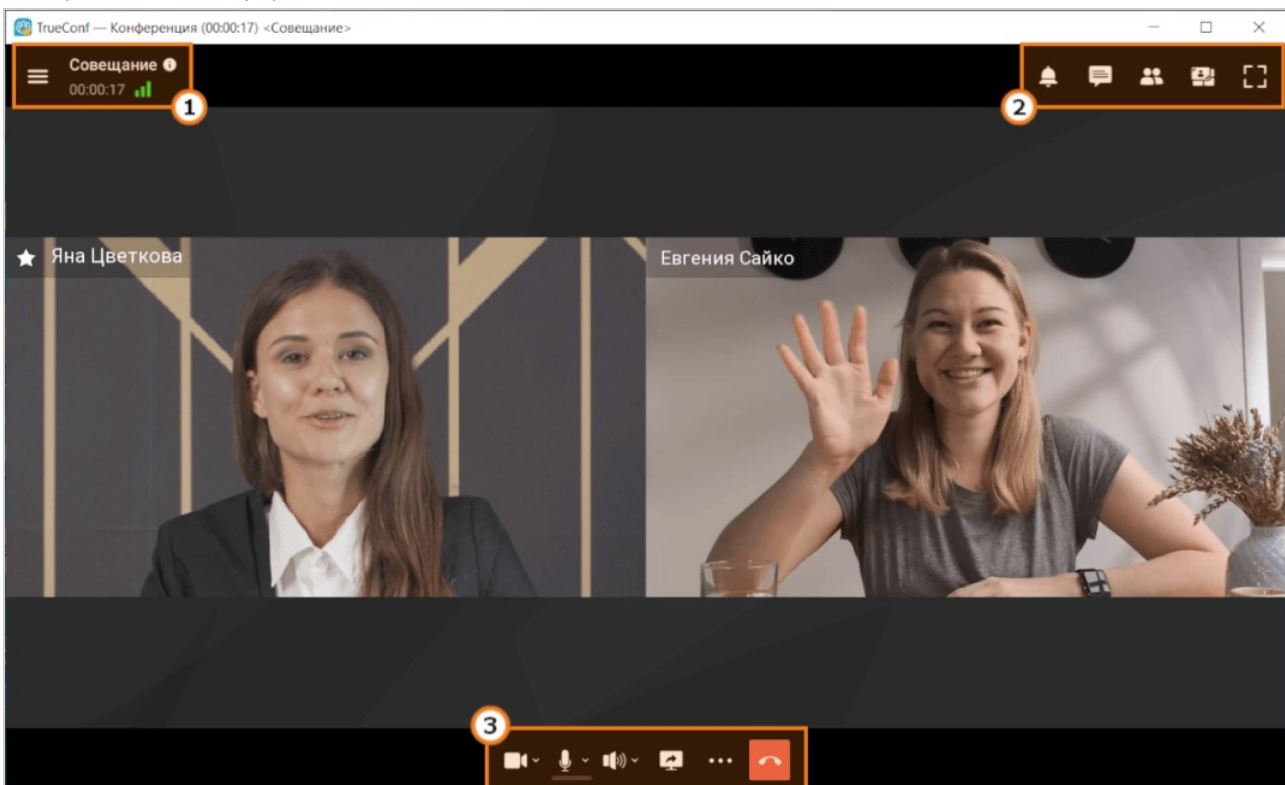 TrueConf — Конференция (00:00:17) <Совещание>
Совещание
00:00:17
1
2
Яна Цветкова
Евгения Сайко
3